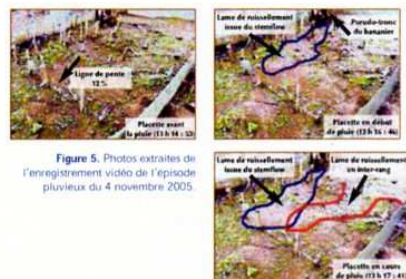 Ligne de pente
12 %
Placette avant
la pluie (13 h 14 : 53)
Lame de ruissellement
issue du stemflow
Pseudo-tronc
du bananier
Placette en début
de pluie (13 h 16 : 46)
Figure 5. Photos extraites de
l'enregistrement vidéo de l'épisode
pluvieux du 4 novembre 2005.
Lame de ruissellement
issue du stemflow
Lame de ruissellement
en inter-rang
Placette en cours
de pluie (13 h 17 : 41)